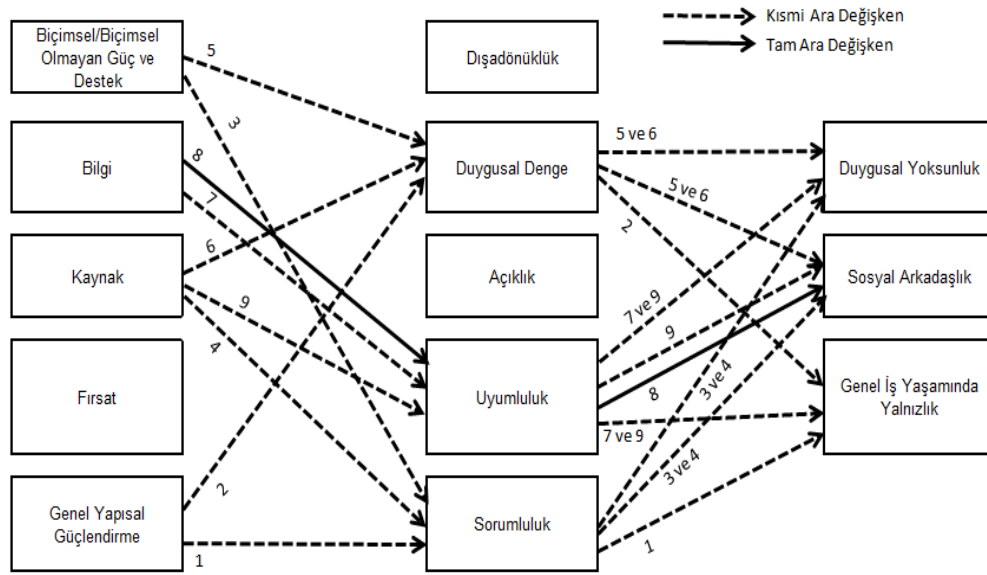 Kısmi Ara Değişken
Tam Ara Değişken
Biçimsel/Biçimsel
Olmayan Güç ve
Destek
Bilgi
Kaynak
Fırsat
Genel Yapısal
Güçlendirme
5
3
8
7
6
9
4
2
1
Dışadönüklük
Duygusal Denge
Açıklık
Uyumluluk
Sorumluluk
5 ve 6
5 ve 6
2
7 ve 9
9
8
3 ve 4
7 ve 9
3 ve 4
1
Duygusal Yoksunluk
Sosyal Arkadaşlık
Genel İş Yaşamında
Yalnızlık